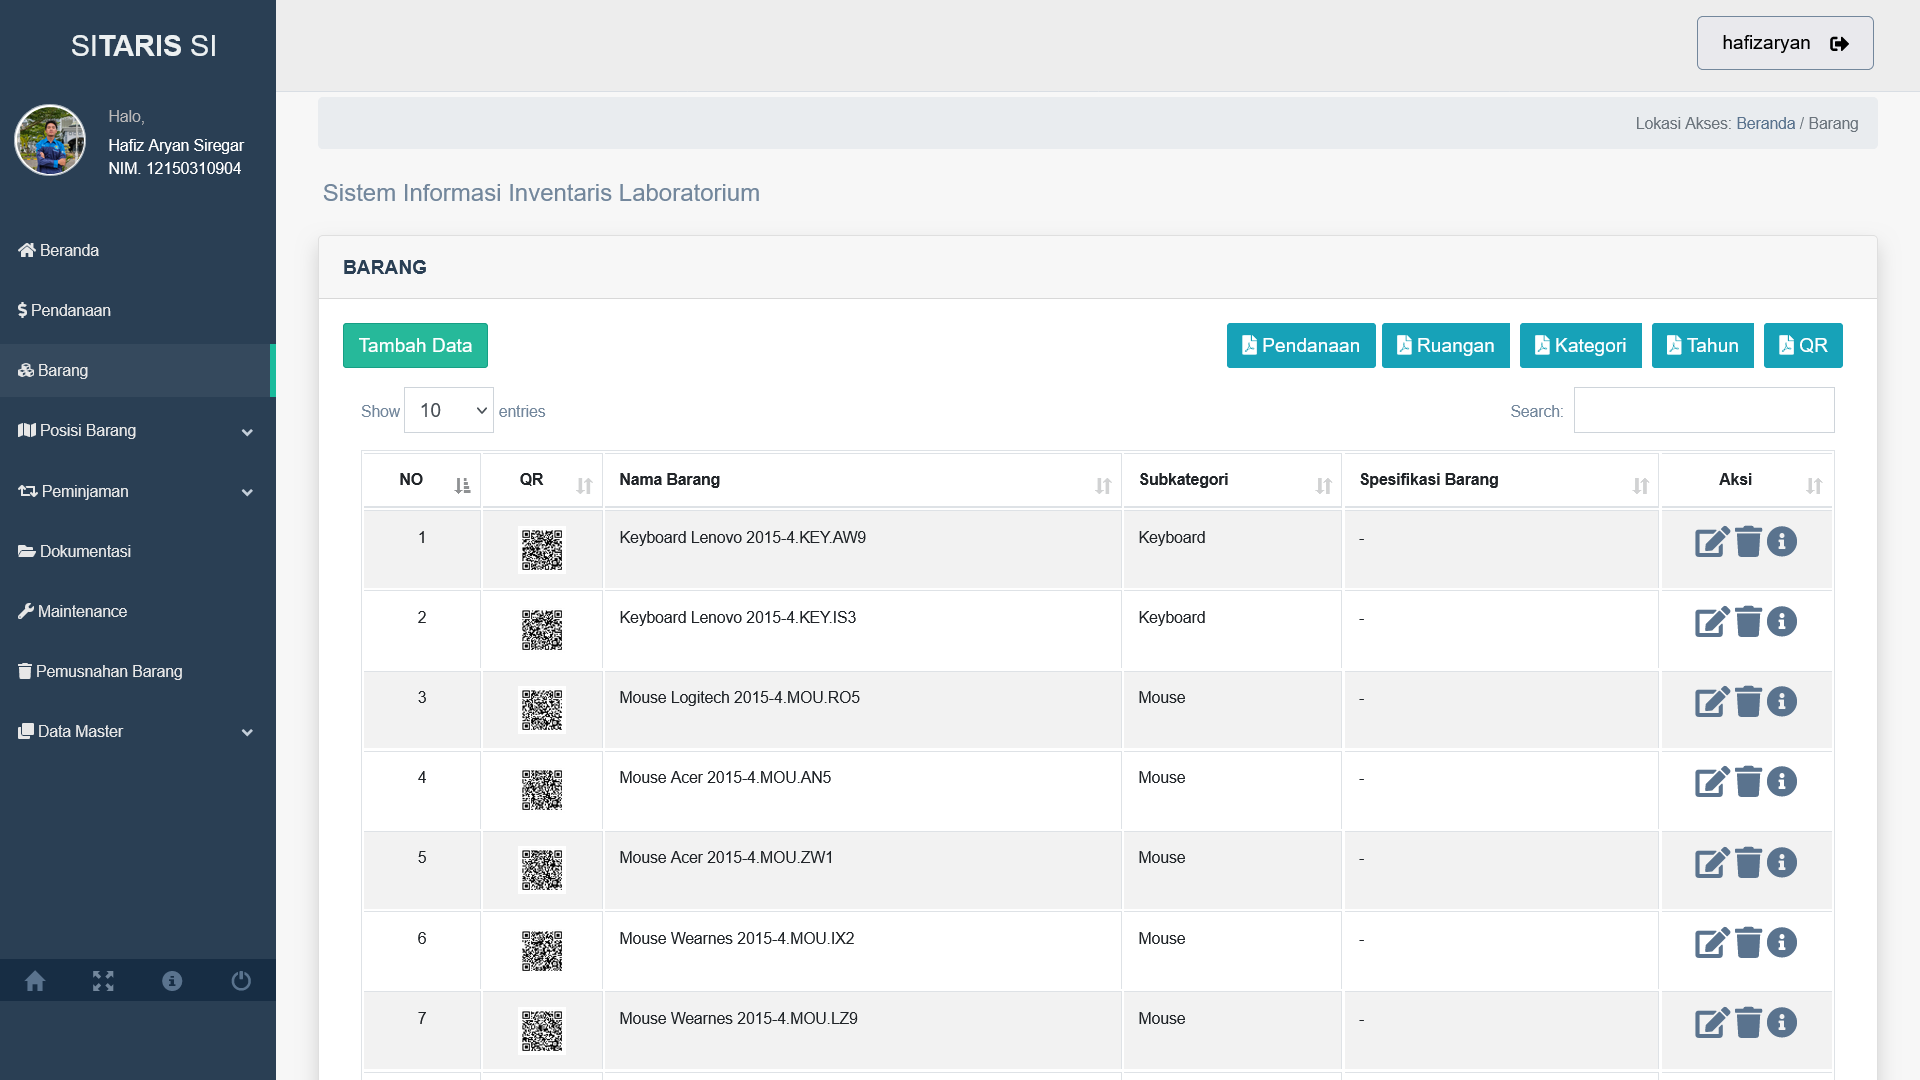 SITARIS SI
Halo,
Hafiz Aryan Siregar
NIM. 12150310904
Beranda
Pendanaan
Barang
Posisi Barang
Peminjaman
Dokumentasi
Maintenance
Pemusnahan Barang
Data Master
hafizaryan
Lokasi Akses: Beranda / Barang
Sistem Informasi Inventaris Laboratorium
BARANG
Tambah Data
Pendanaan
Ruangan
Kategori
Tahun
QR
Show 10 entries
Search:
NO QR Nama Barang Subkategori Spesifikasi Barang Aksi
1 Keyboard Lenovo 2015-4.KEY.AW9 Keyboard -
2 Keyboard Lenovo 2015-4.KEY.IS3 Keyboard -
3 Mouse Logitech 2015-4.MOU.RO5 Mouse -
4 Mouse Acer 2015-4.MOU.AN5 Mouse -
5 Mouse Acer 2015-4.MOU.ZW1 Mouse -
6 Mouse Wearnes 2015-4.MOU.IX2 Mouse -
7 Mouse Wearnes 2015-4.MOU.LZ9 Mouse -